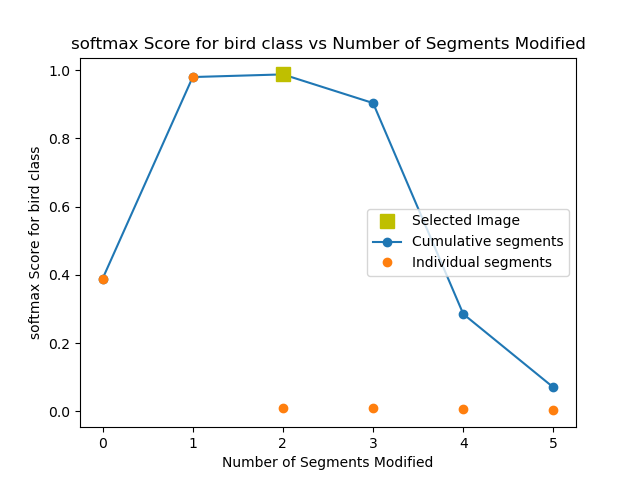 softmax Score for bird class vs Number of Segments Modified
softmax Score for bird class
1.0
0.8
0.6
0.4
0.2
0.0
Selected Image
Cumulative segments
Individual segments
0 1 2 3 4 5
Number of Segments Modified